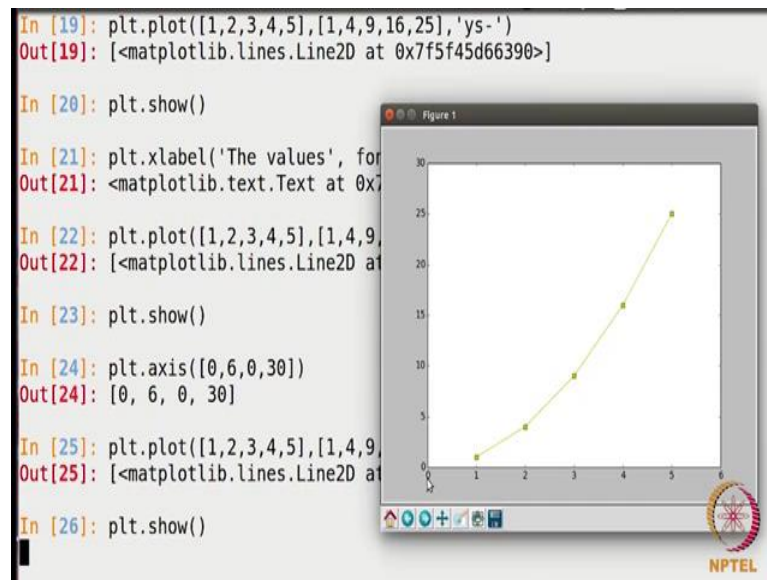 In [19]: plt.plot([1,2,3,4,5],[1,4,9,16,25],'ys-')
Out[19]: [<matplotlib.lines.Line2D at 0x7f5f45d66390>]
In [20]: plt.show()
Figure 1
In [21]: plt.xlabel('The values', for
Out[21]: <matplotlib.text.Text at 0x7
In [22]: plt.plot([1,2,3,4,5],[1,4,9,
Out[22]: [<matplotlib.lines.Line2D at
In [23]: plt.show()
In [24]: plt.axis([0,6,0,30])
Out[24]: [0, 6, 0, 30]
In [25]: plt.plot([1,2,3,4,5],[1,4,9,
Out[25]: [<matplotlib.lines.Line2D at
In [26]: plt.show()
30
25
20
15
10
5
0
0 1 2 3 4 5 6
NPTEL